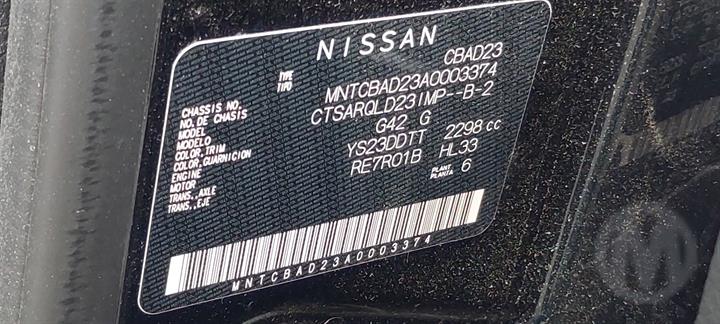 NISSAN
TYPE CBAD23
TIPO
CHASSIS NO. MNTCBAD23A0003374
NO. DE CHASIS
MODEL CTSARQLD23IMP--B-2
MODELO
COLOR,TRIM G42 G
COLOR,GUARNICION
ENGINE YS23DDTT 2298 cc
MOTOR
TRANS.,AXLE RE7R01B HL33
TRANS.,EJE
PLANT 6
PLANTA
MNTCBAD23A0003374
M